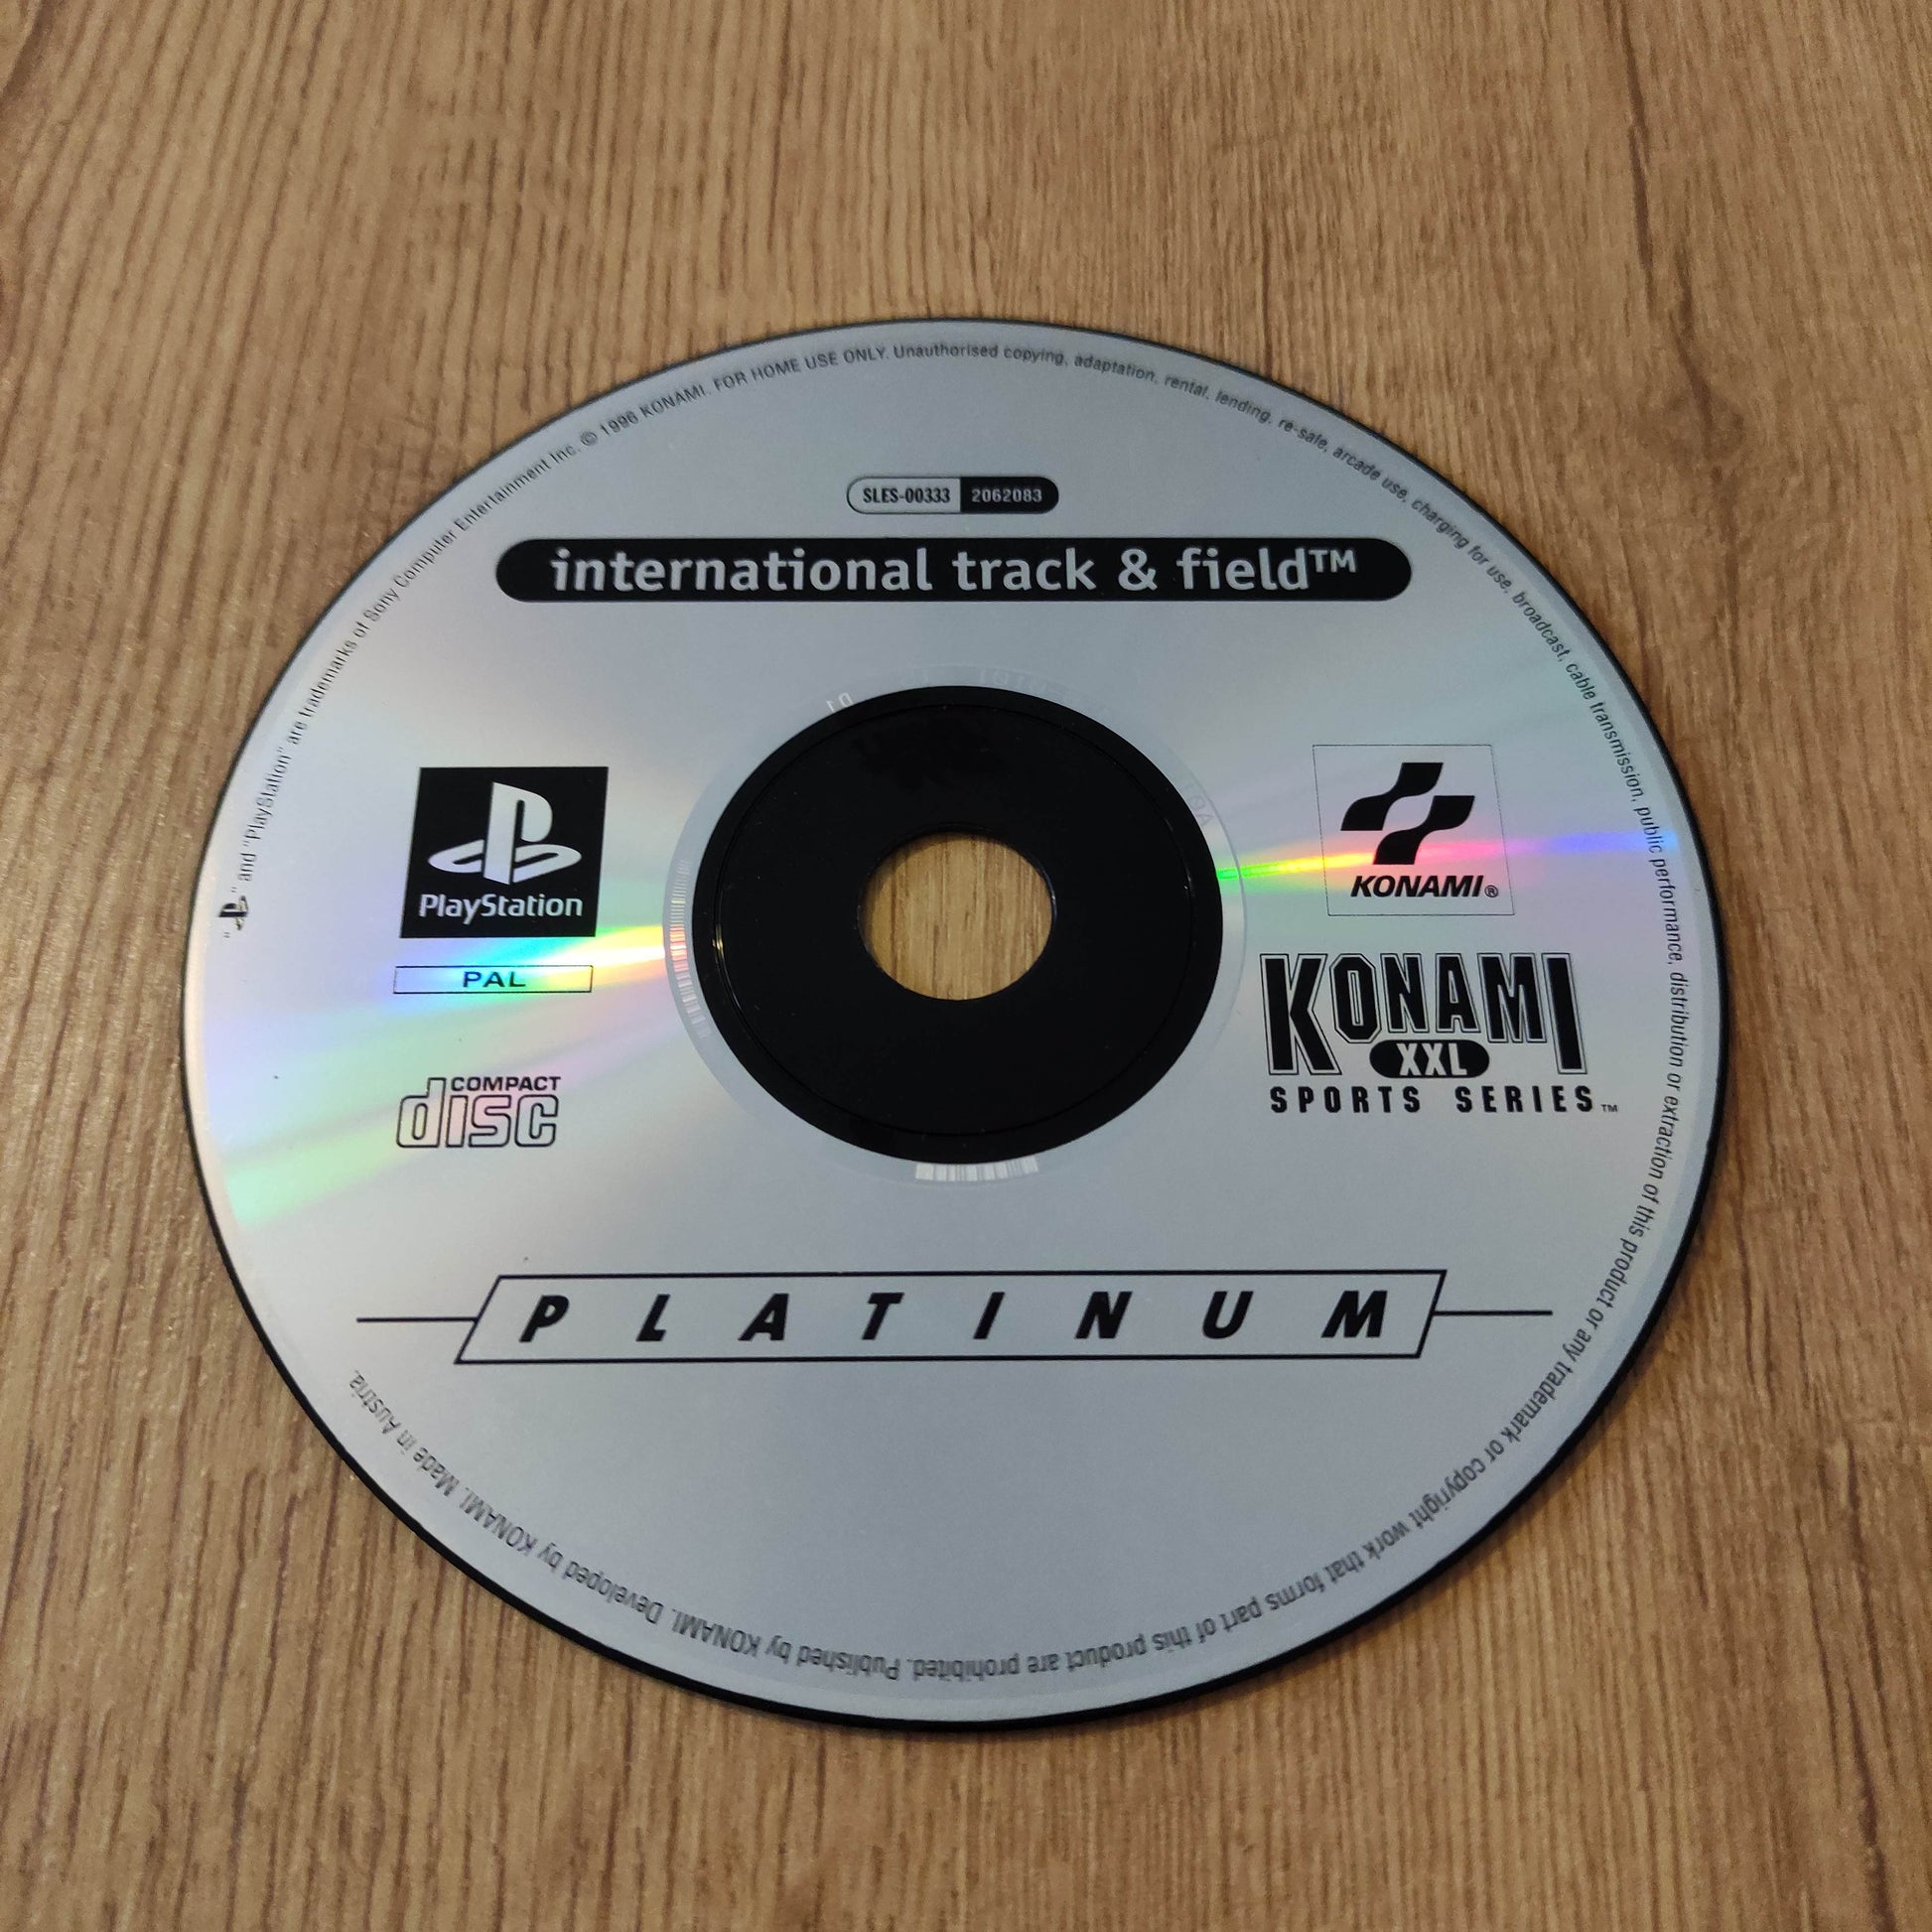 "PS" and "PlayStation" are trademarks of Sony Computer Entertainment Inc. © 1996 KONAMI. FOR HOME USE ONLY. Unauthorised copying, adaptation, rental, lending, re-sale, arcade use, charging for use, broadcast, cable transmission, public performance, distribution or extraction of this product or any trademark or copyright work that forms part of this product are prohibited. Published by KONAMI. Developed by KONAMI. Made in Austria.
SLES-00333 2062083
international track & field™
PlayStation
PAL
COMPACT
disc
KONAMI®
KONAMI
XXL
SPORTS SERIES™
PLATINUM